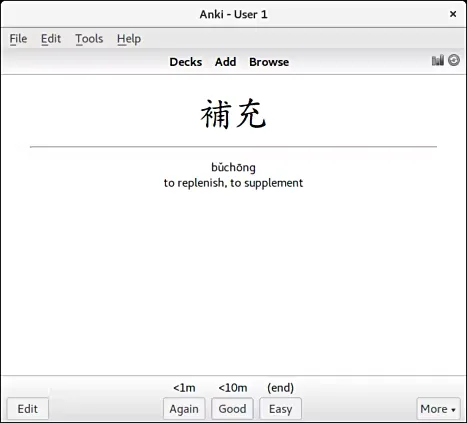 Anki - User 1 ×
File Edit Tools Help
Decks Add Browse
補充
bǔchōng
to replenish, to supplement
<1m <10m (end)
Edit Again Good Easy More ▾